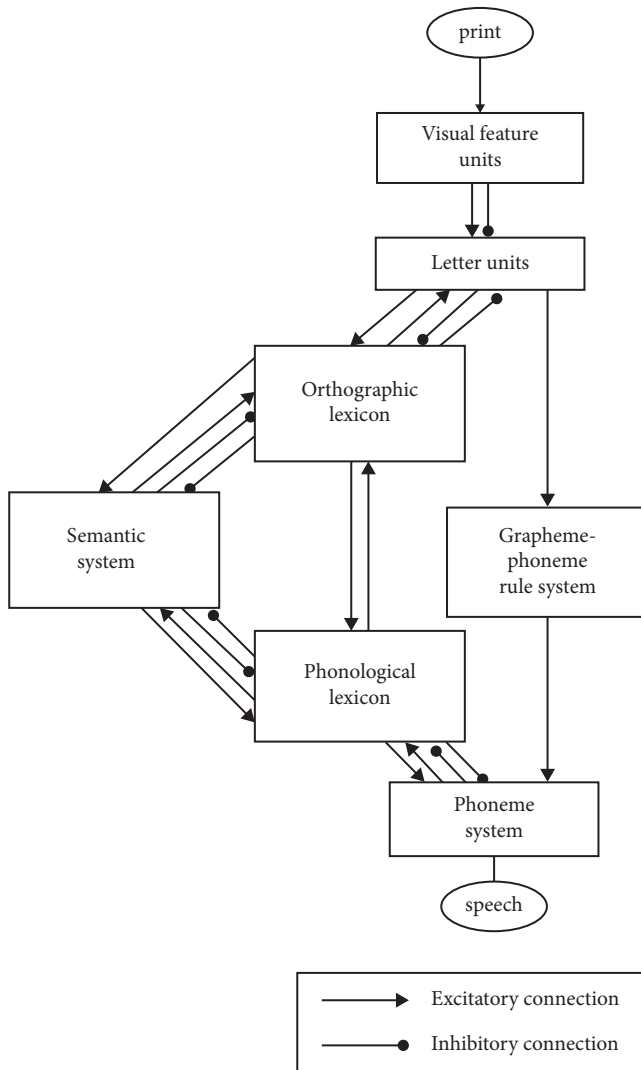 print
Visual feature
units
Letter units
Orthographic
lexicon
Semantic
system
Grapheme-
phoneme
rule system
Phonological
lexicon
Phoneme
system
speech
Excitatory connection
Inhibitory connection